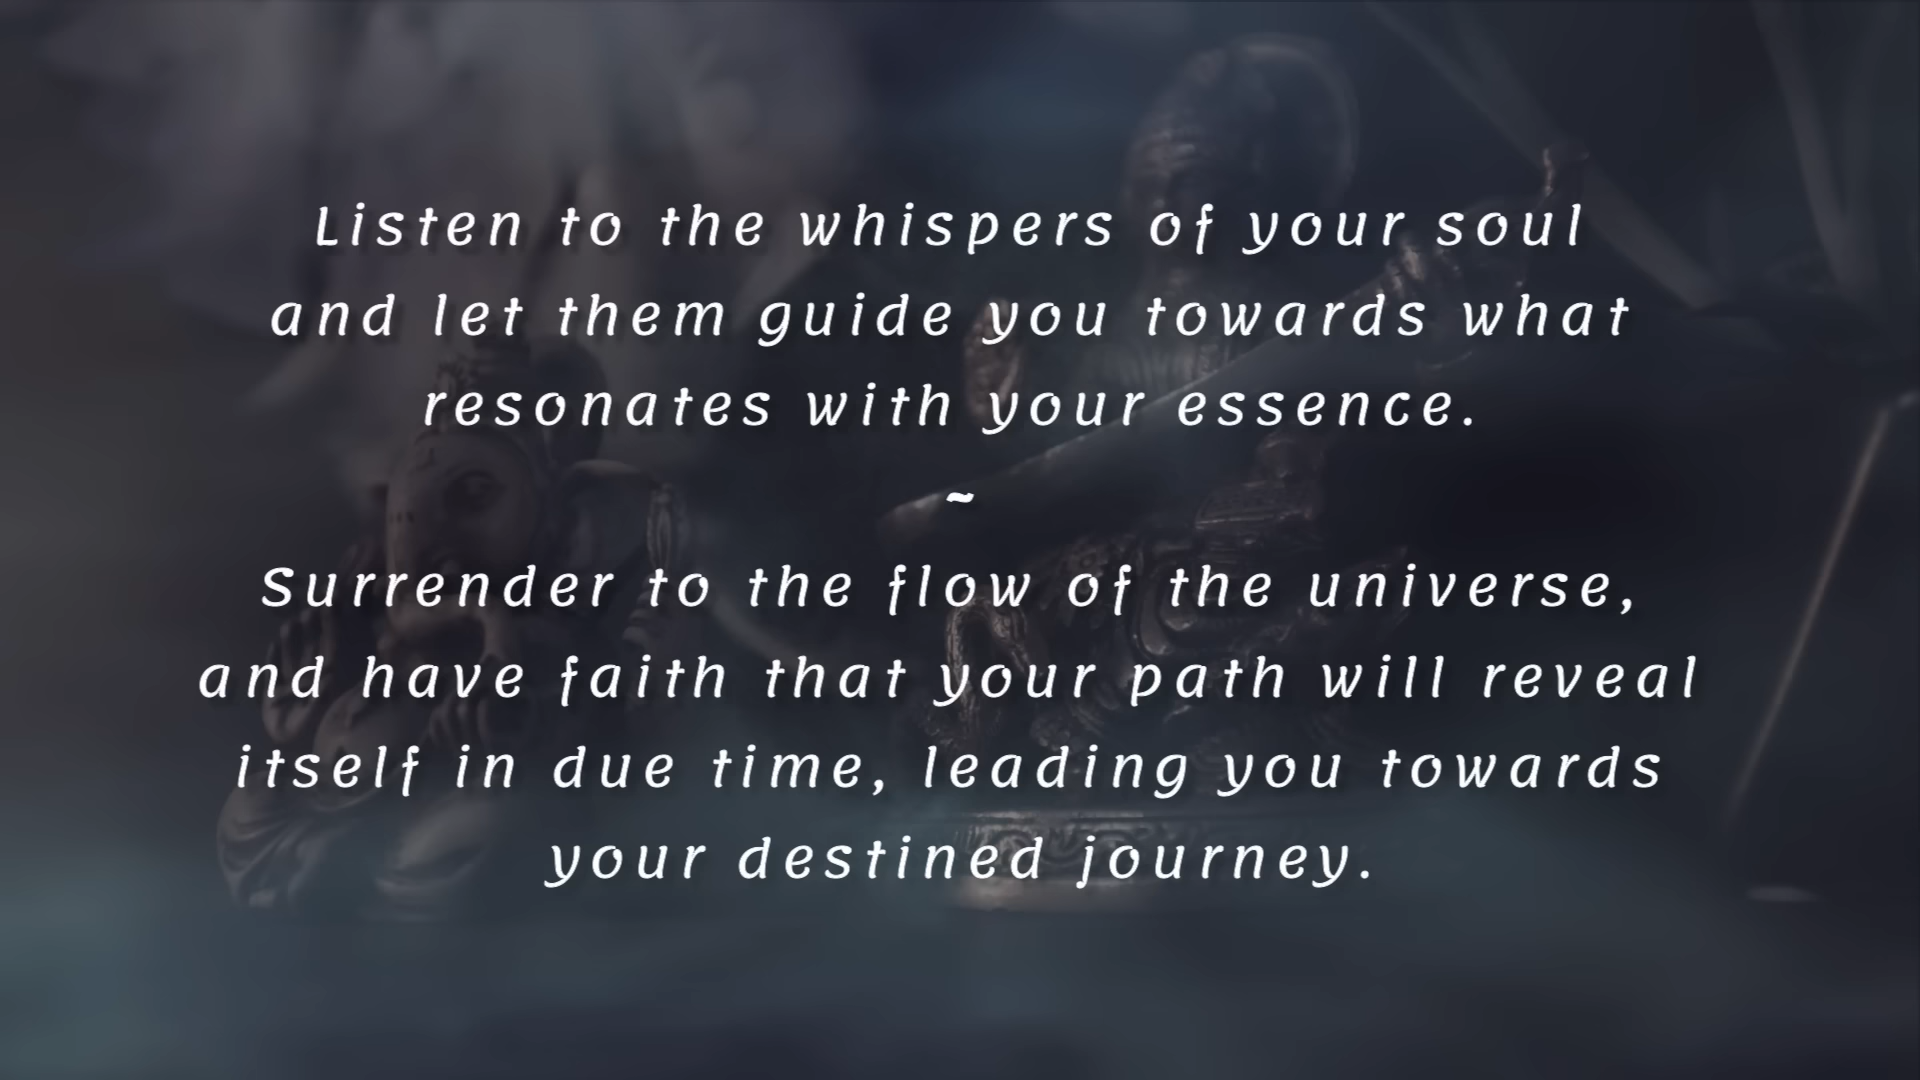 Listen to the whispers of your soul
and let them guide you towards what
resonates with your essence.
~
Surrender to the flow of the universe,
and have faith that your path will reveal
itself in due time, leading you towards
your destined journey.